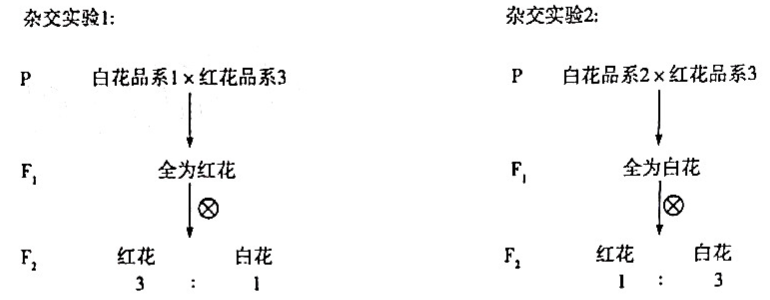 杂交实验1:
P 白花品系1×红花品系3
F₁ 全为红花
⊗
F₂ 红花 白花
3 : 1
杂交实验2:
P 白花品系2×红花品系3
F₁ 全为白花
⊗
F₂ 红花 白花
1 : 3